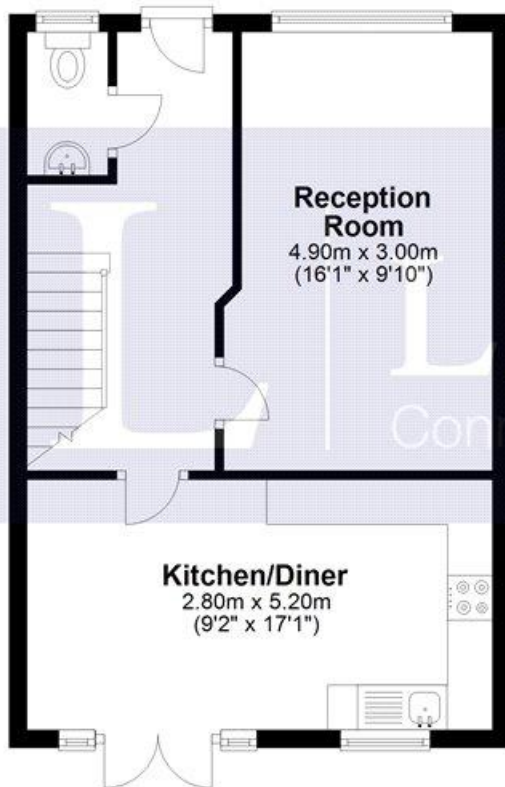 Reception
Room
4.90m x 3.00m
(16'1" x 9'10")
L
L
Kitchen/Diner
2.80m x 5.20m
(9'2" x 17'1")